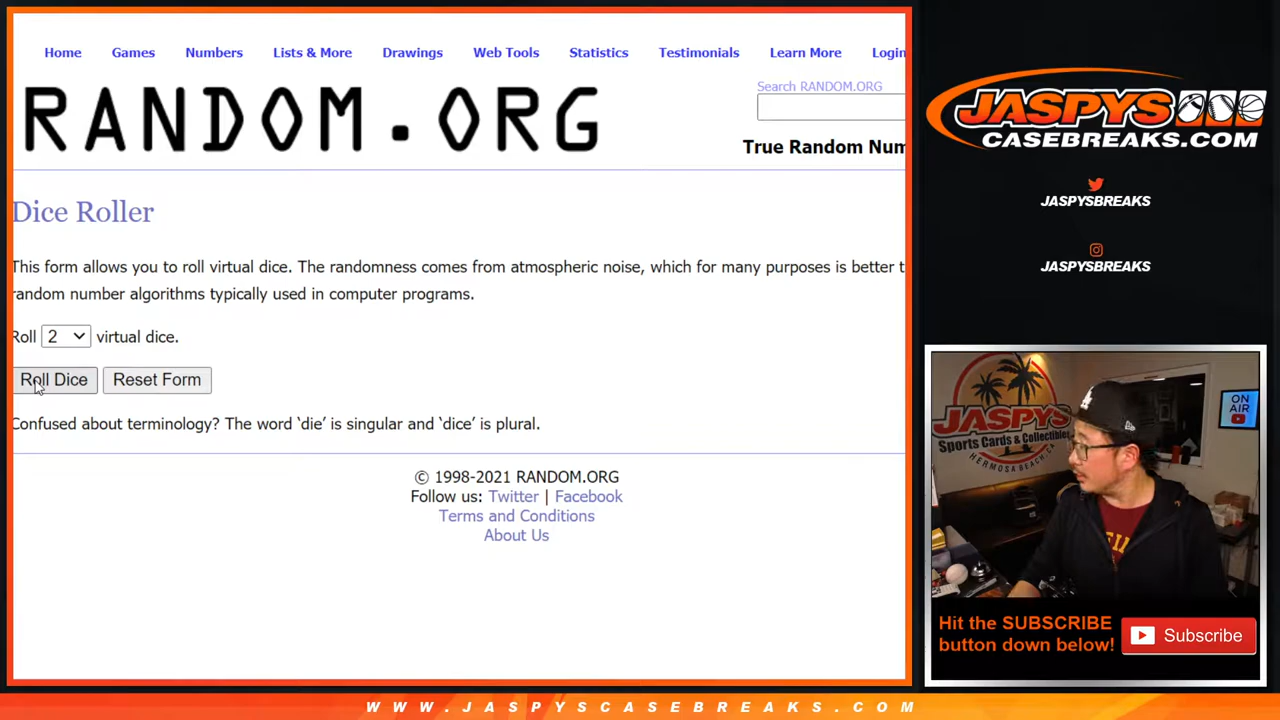 Home Games Numbers Lists & More Drawings Web Tools Statistics Testimonials Learn More Login
RANDOM.ORG
Search RANDOM.ORG
True Random Num
Dice Roller
This form allows you to roll virtual dice. The randomness comes from atmospheric noise, which for many purposes is better t
random number algorithms typically used in computer programs.
Roll 2 virtual dice.
Roll Dice Reset Form
Confused about terminology? The word ‘die’ is singular and ‘dice’ is plural.
© 1998-2021 RANDOM.ORG
Follow us: Twitter | Facebook
Terms and Conditions
About Us
JASPYS
CASEBREAKS.COM
JASPYSBREAKS
JASPYSBREAKS
JASPYS
Sports Cards & Collectibles
HERMOSA BEACH, CA
ON
AIR
LA
Hit the SUBSCRIBE
button down below!
Subscribe
WWW.JASPYSCASEBREAKS.COM